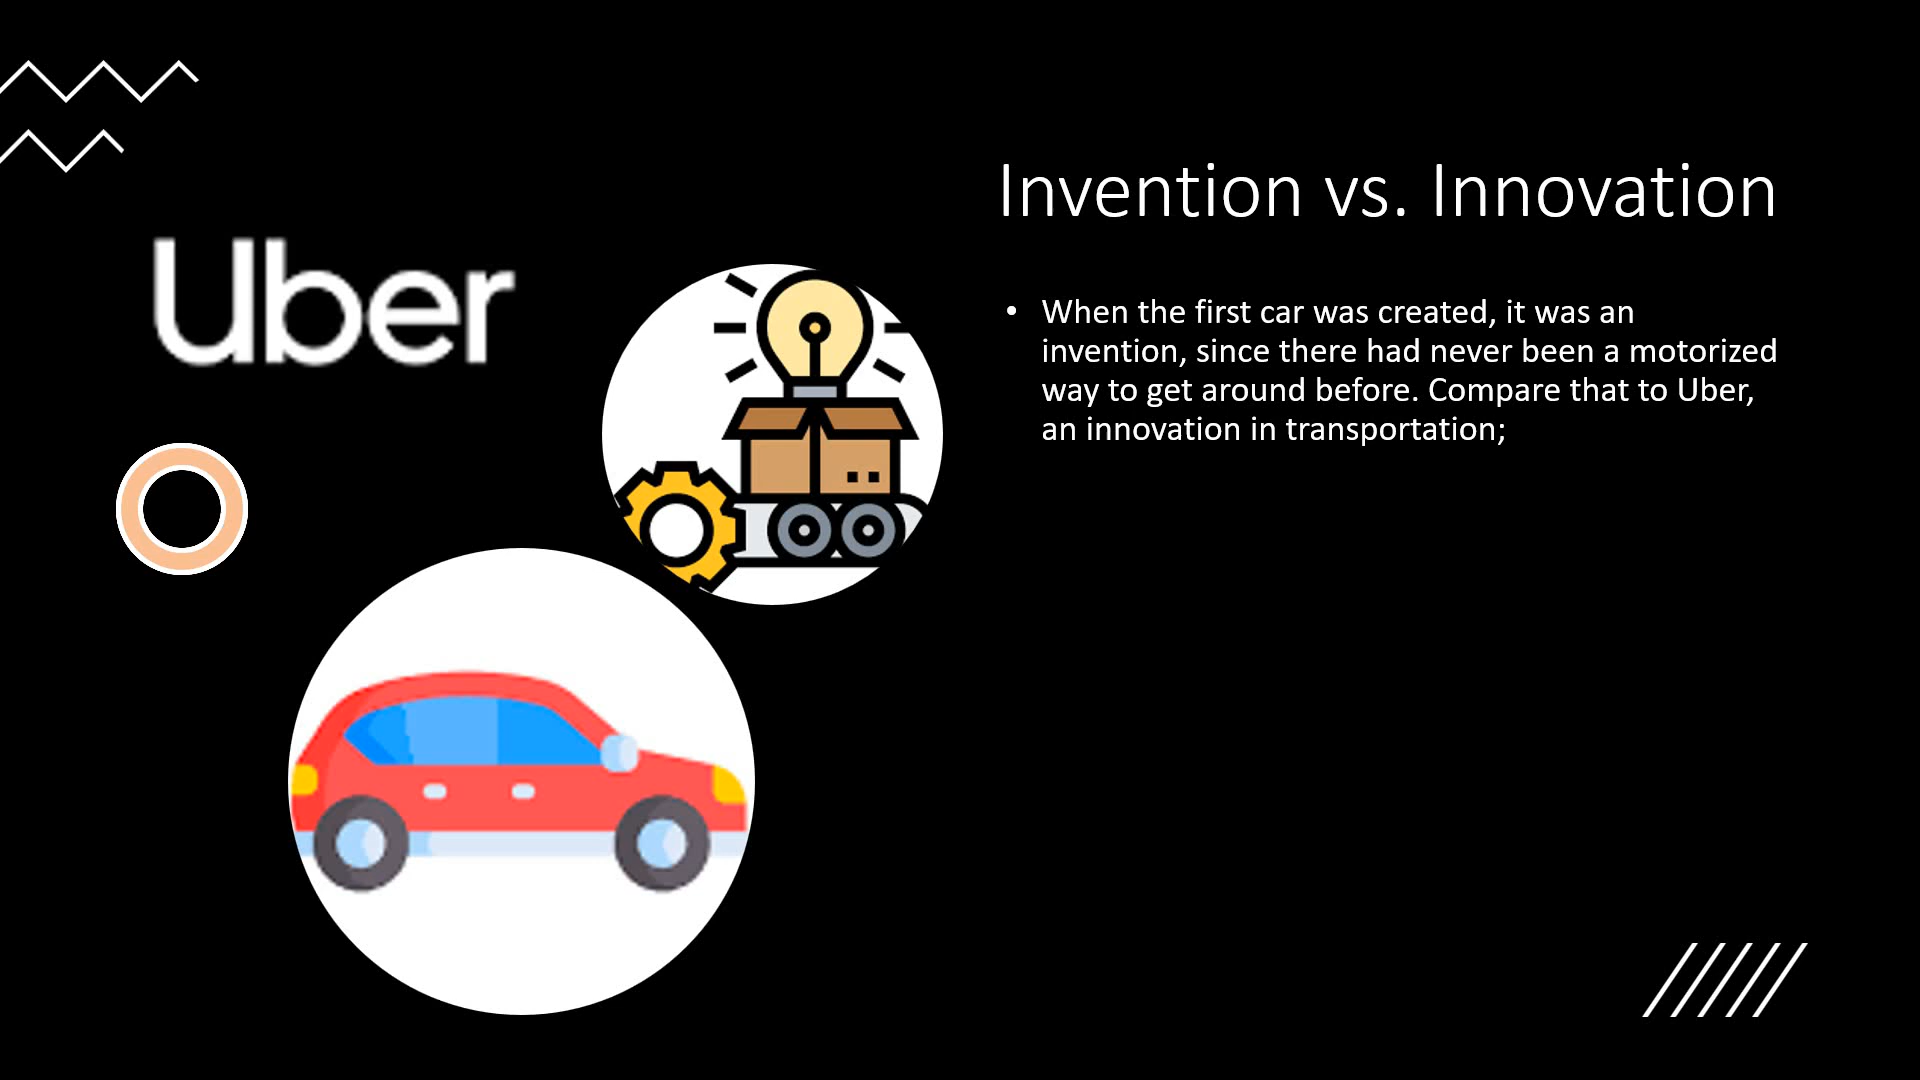 Uber
Invention vs. Innovation
• When the first car was created, it was an
invention, since there had never been a motorized
way to get around before. Compare that to Uber,
an innovation in transportation;